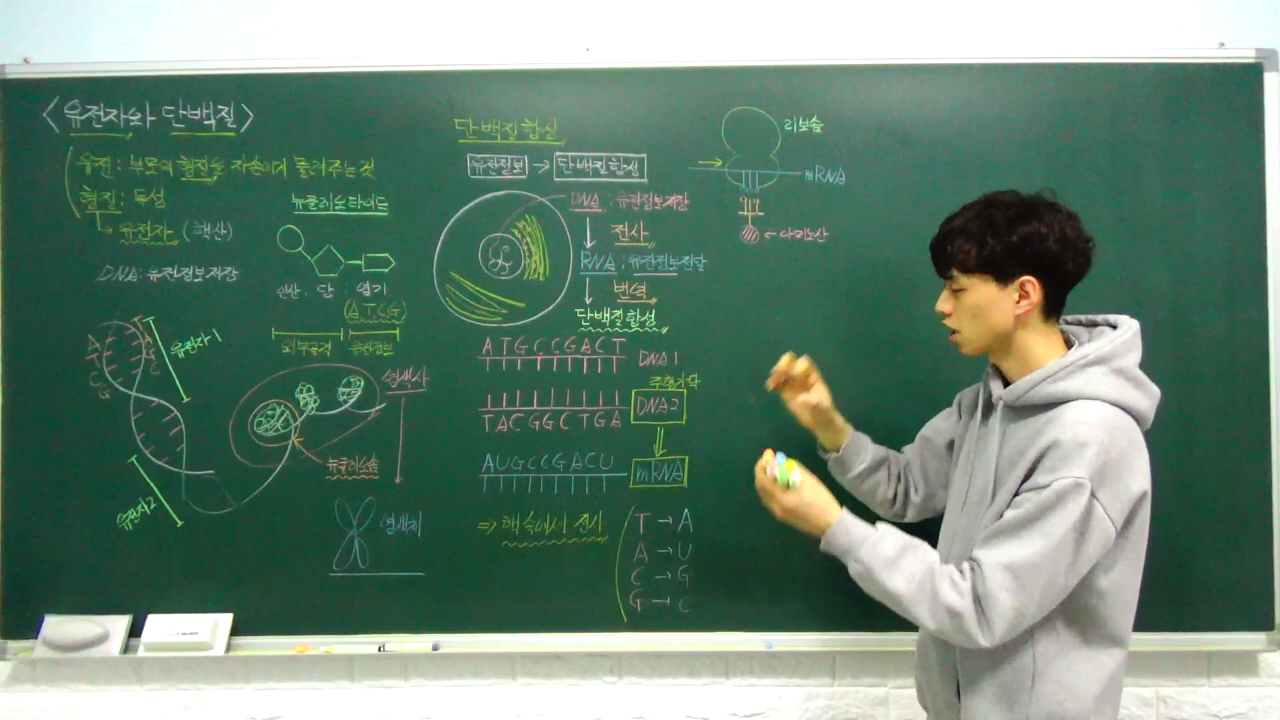 <유전자와 단백질>
유전 : 부모의 형질을 자손에게 물려주는 것
형질 : 특성
→ 유전자 (핵산)
DNA : 유전정보저장
A
T
C
G
유전자1
유전자2
뉴클리오타이드
인산 : 당 : 염기
(A, T, C, G)
외부골격 유전정보
염색사
뉴클레오솜
염색체
단백질합성
유전정보 → 단백질합성
DNA : 유전정보저장
↓ 전사
RNA : 유전정보전달
↓ 번역
단백질합성
ATGCCGACT DNA1
주형가닥
TACGGCTGA DNA2
AUGCCGACU mRNA
⇒ 핵 속에서 전사
T → A
A → U
C → G
G → C
리보솜
mRNA
← 아미노산